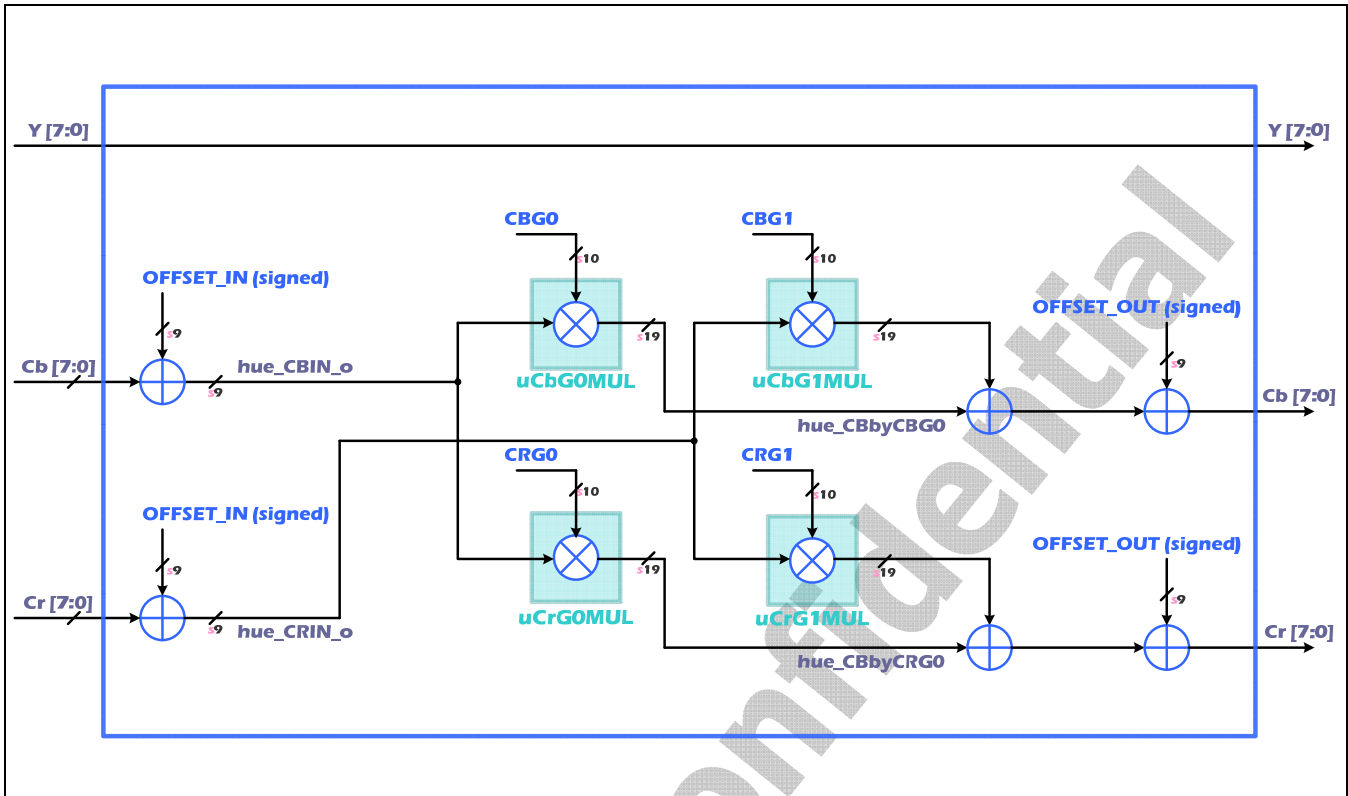 Y [7:0]
Y [7:0]
CBG0
CBG1
s10
s10
OFFSET_IN (signed)
OFFSET_OUT (signed)
s9
s19
s19
s9
Cb [7:0]
hue_CBIN_o
s9
uCbG0MUL
uCbG1MUL
Cb [7:0]
hue_CBbyCBG0
CRG0
CRG1
s10
s10
OFFSET_IN (signed)
OFFSET_OUT (signed)
s9
s19
s19
s9
Cr [7:0]
s9
hue_CRIN_o
uCrG0MUL
uCrG1MUL
Cr [7:0]
hue_CBbyCRG0